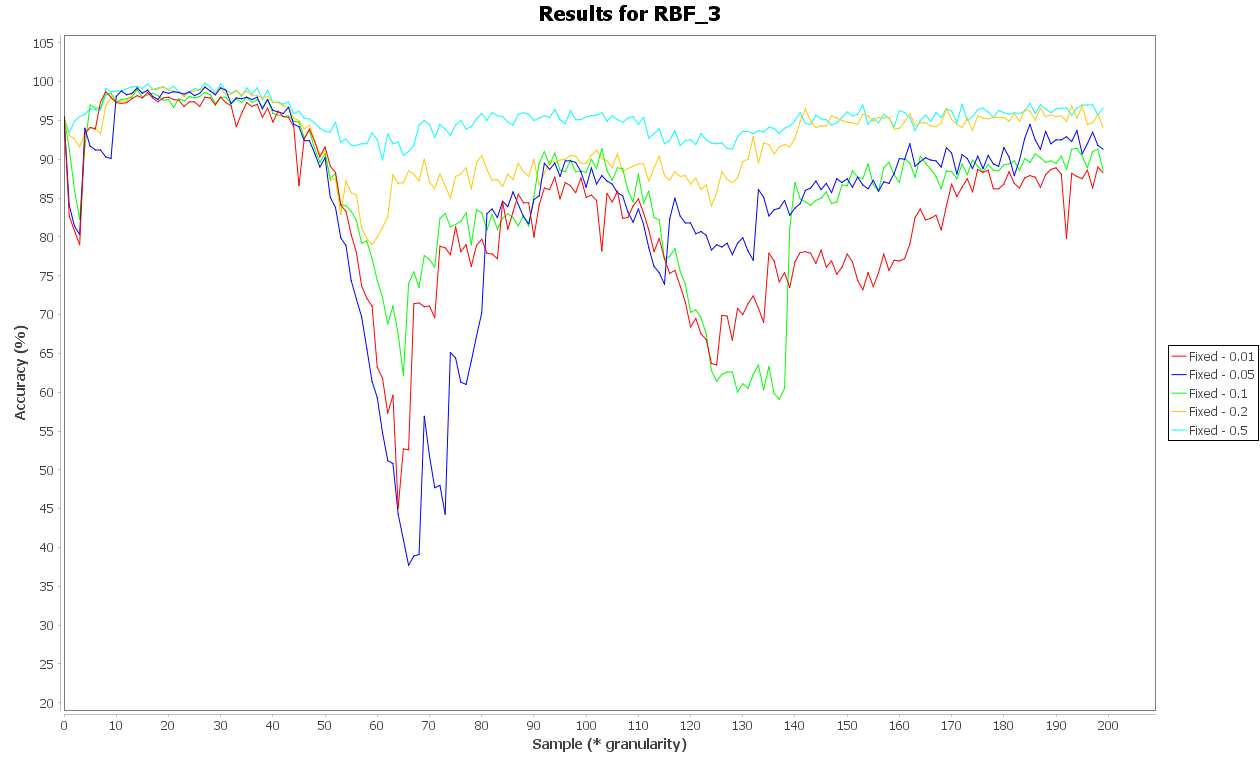 Results for RBF_3
Accuracy (%)
105
100
95
90
85
80
75
70
65
60
55
50
45
40
35
30
25
20
0 10 20 30 40 50 60 70 80 90 100 110 120 130 140 150 160 170 180 190 200
Sample (* granularity)
Fixed - 0.01
Fixed - 0.05
Fixed - 0.1
Fixed - 0.2
Fixed - 0.5